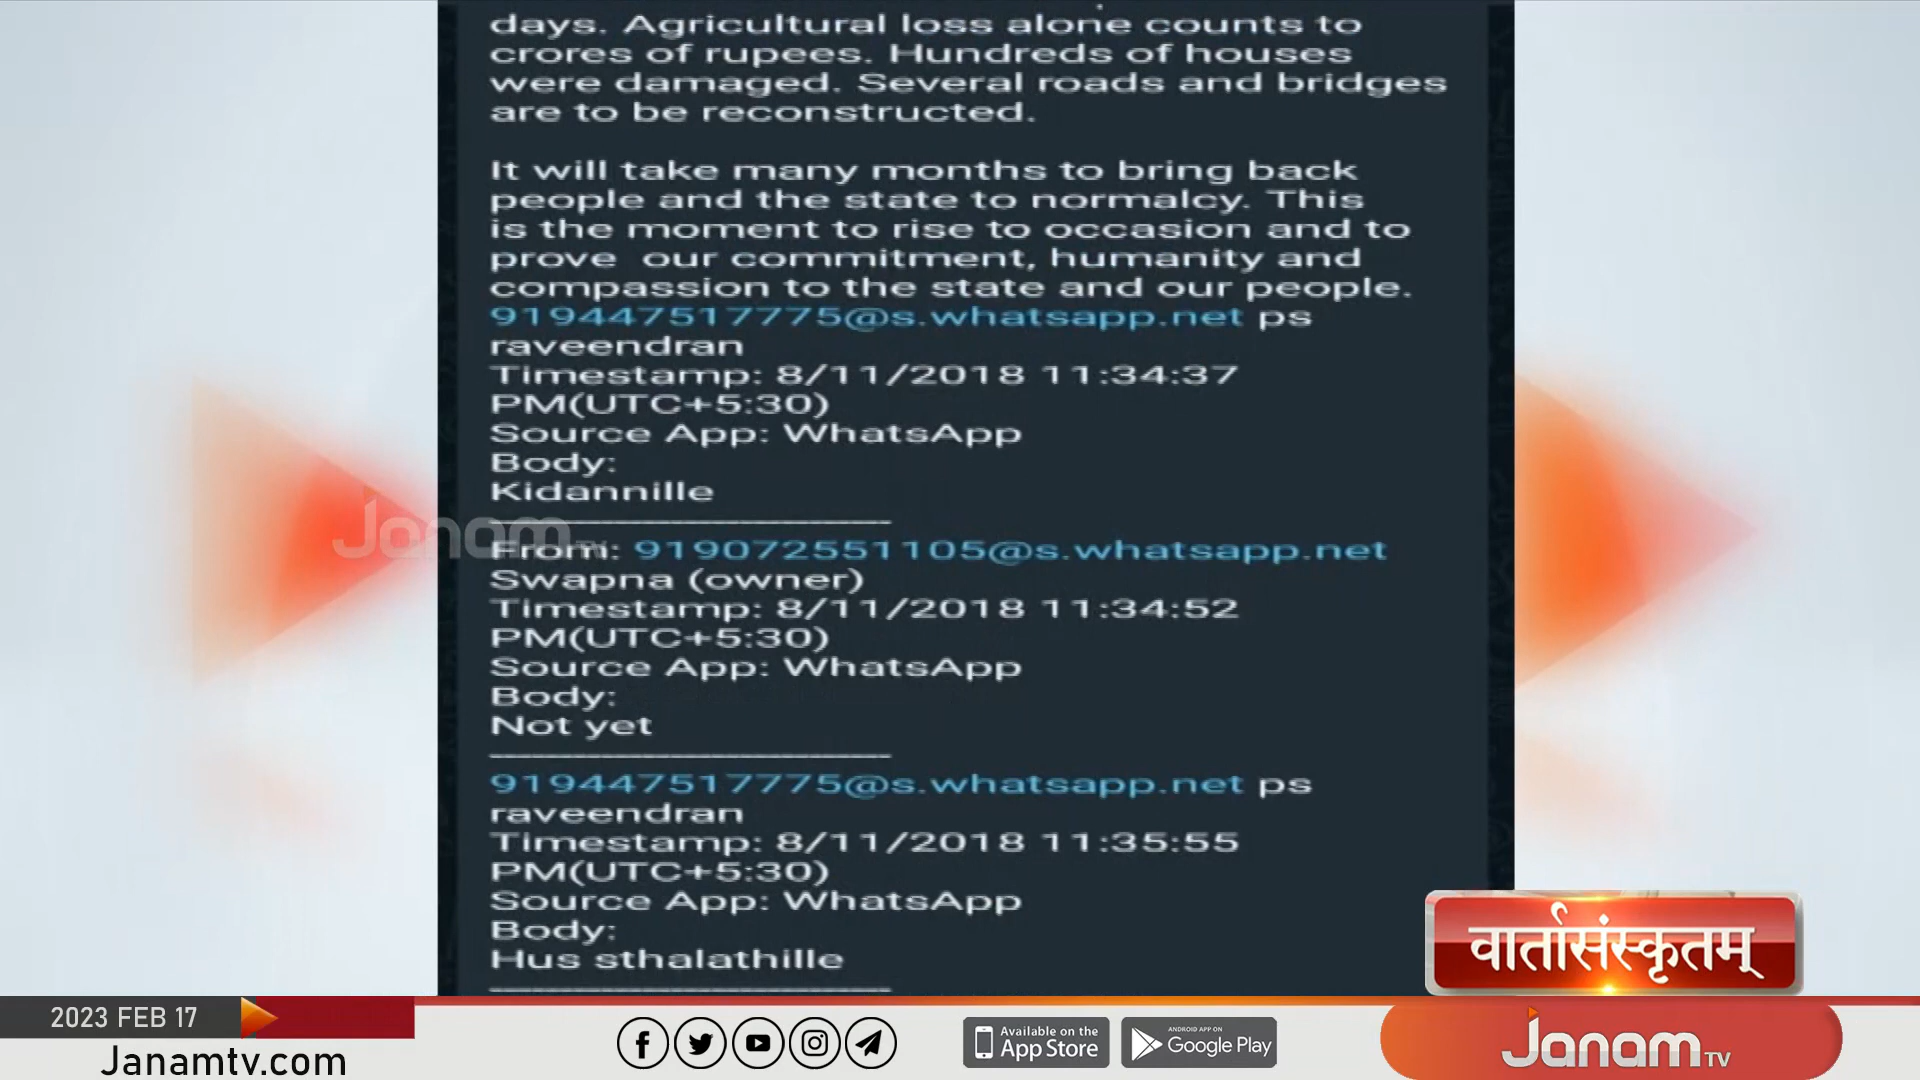 days. Agricultural loss alone counts to
crores of rupees. Hundreds of houses
were damaged. Several roads and bridges
are to be reconstructed.
It will take many months to bring back
people and the state to normalcy. This
is the moment to rise to occasion and to
prove  our commitment, humanity and
compassion to the state and our people.
919447517775@s.whatsapp.net ps
raveendran
Timestamp: 8/11/2018 11:34:37
PM(UTC+5:30)
Source App: WhatsApp
Body:
Kidannille
Janam TV
From: 919072551105@s.whatsapp.net
Swapna (owner)
Timestamp: 8/11/2018 11:34:52
PM(UTC+5:30)
Source App: WhatsApp
Body:
Not yet
919447517775@s.whatsapp.net ps
raveendran
Timestamp: 8/11/2018 11:35:55
PM(UTC+5:30)
Source App: WhatsApp
Body:
Hus sthalathille
वार्तासंस्कृतम्
2023 FEB 17
Janamtv.com
Available on the
App Store
ANDROID APP ON
Google Play
Janam TV